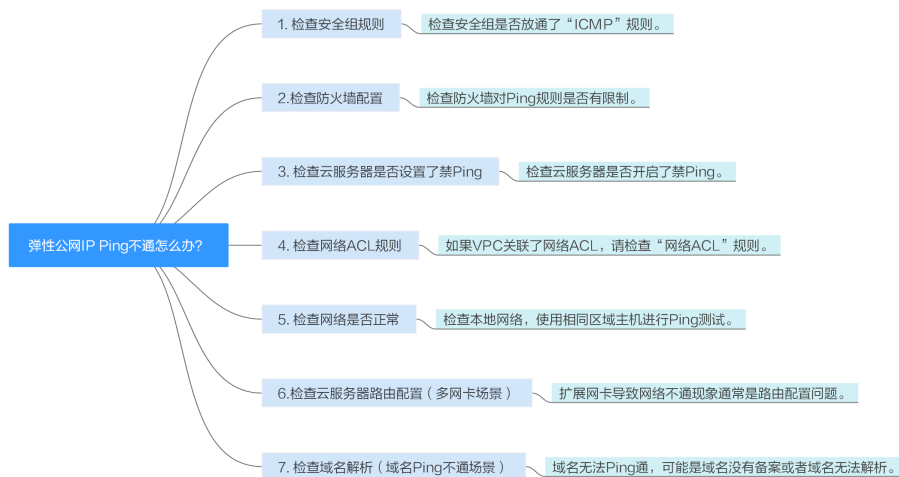 弹性公网IP Ping不通怎么办?
1. 检查安全组规则
检查安全组是否放通了“ICMP”规则。
2.检查防火墙配置
检查防火墙对Ping规则是否有限制。
3. 检查云服务器是否设置了禁Ping
检查云服务器是否开启了禁Ping。
4. 检查网络ACL规则
如果VPC关联了网络ACL，请检查“网络ACL”规则。
5. 检查网络是否正常
检查本地网络，使用相同区域主机进行Ping测试。
6.检查云服务器路由配置（多网卡场景）
扩展网卡导致网络不通现象通常是路由配置问题。
7. 检查域名解析（域名Ping不通场景）
域名无法Ping通，可能是域名没有备案或者域名无法解析。